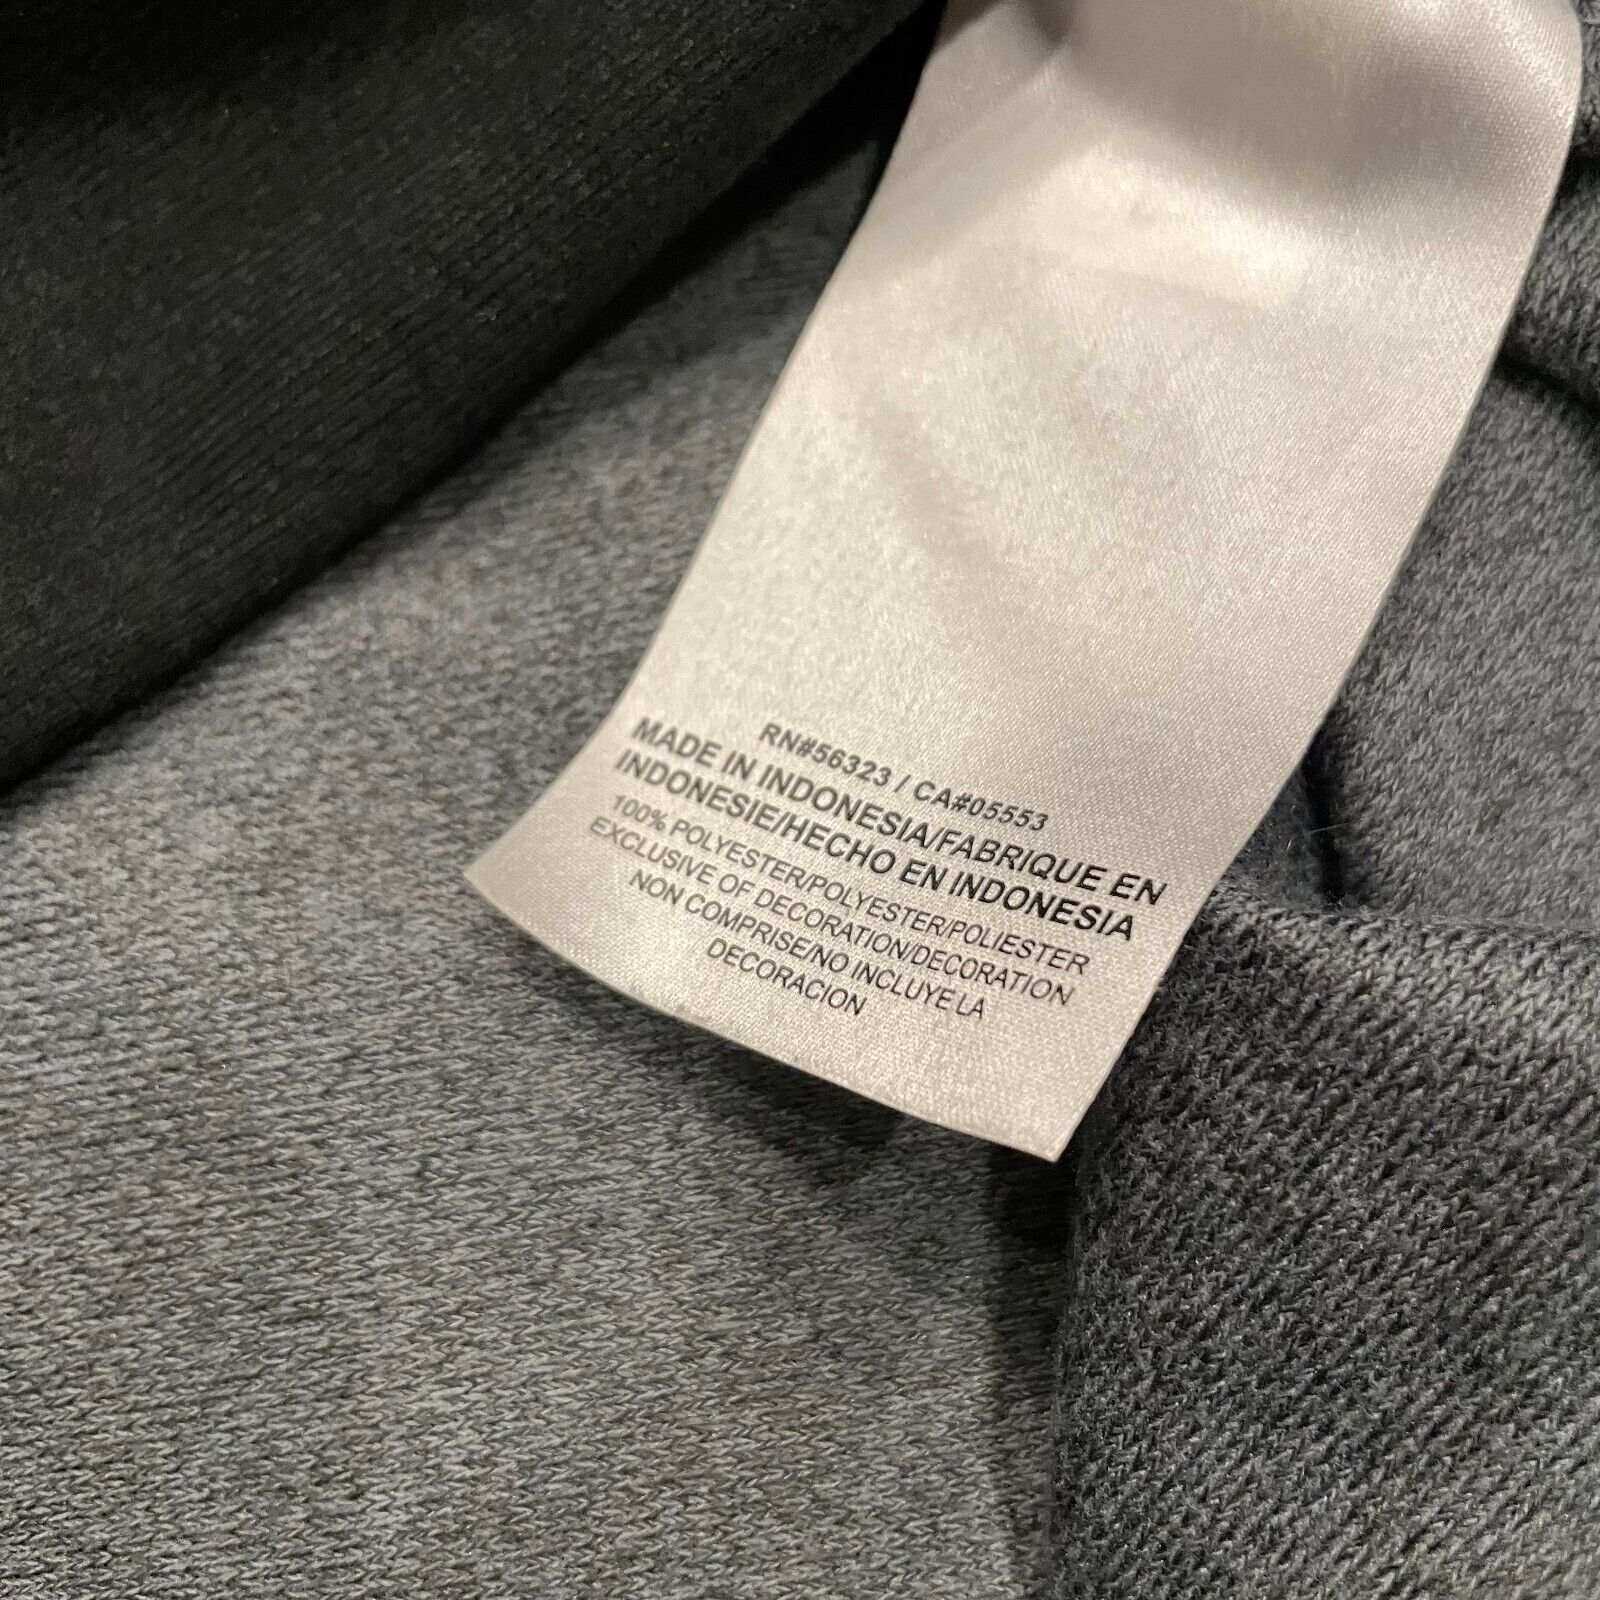 RN#56323 / CA#05553
MADE IN INDONESIA/FABRIQUE EN
INDONESIE/HECHO EN INDONESIA
100% POLYESTER/POLYESTER/POLIESTER
EXCLUSIVE OF DECORATION/DECORATION
NON COMPRISE/NO INCLUYE LA
DECORACION